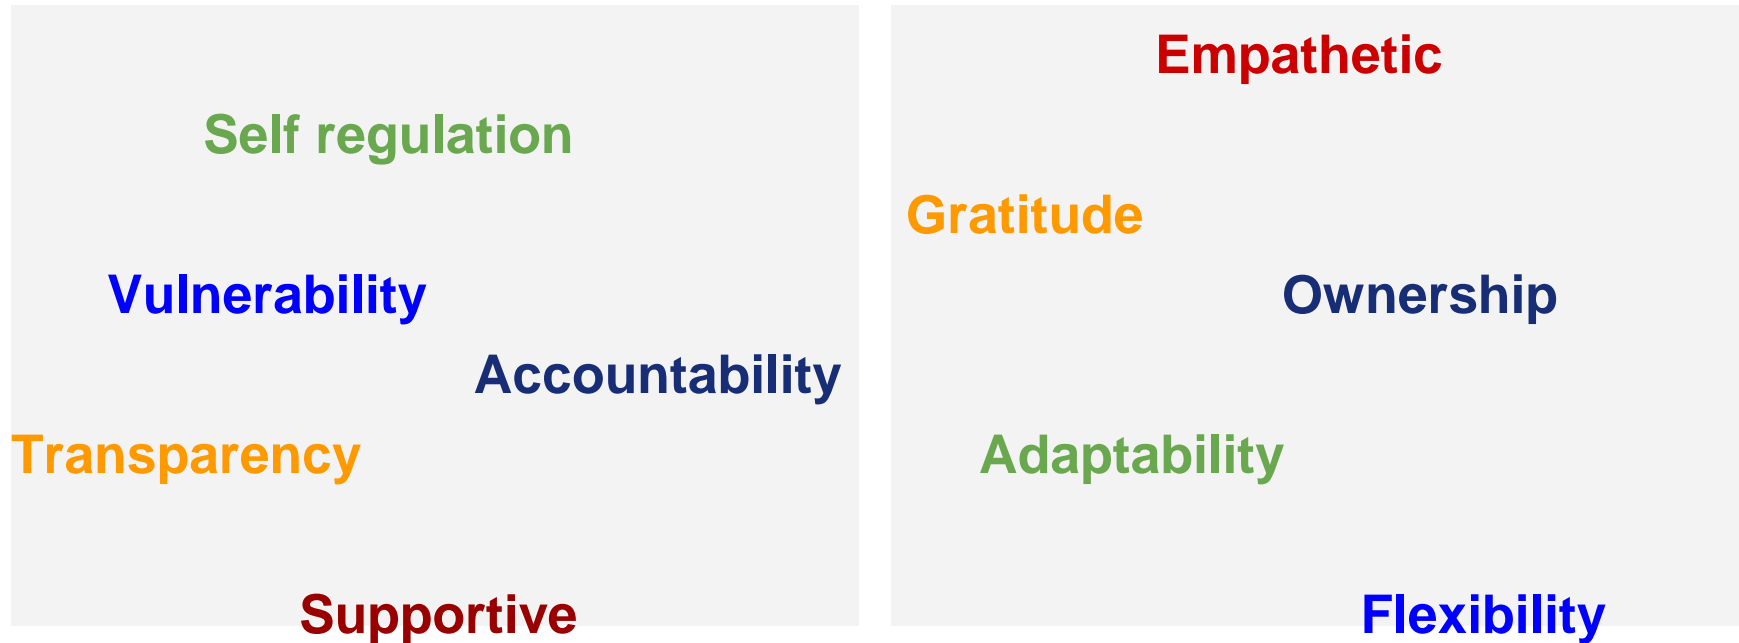 Self regulation
Vulnerability
Accountability
Transparency
Supportive
Empathetic
Gratitude
Ownership
Adaptability
Flexibility